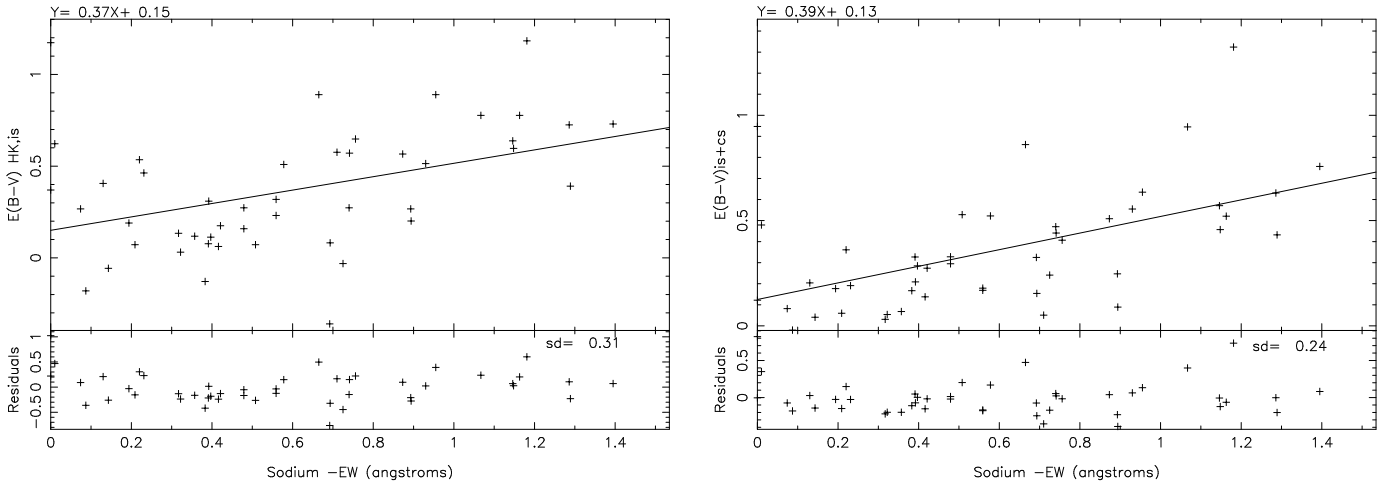 Y= 0.37X+ 0.15
E(B−V) HK,is
1
0.5
0
sd= 0.31
Residuals
1
0.5
0
−0.5
0 0.2 0.4 0.6 0.8 1 1.2 1.4
Sodium −EW (angstroms)
Y= 0.39X+ 0.13
E(B−V)is+cs
1
0.5
0
sd= 0.24
Residuals
0.5
0
0 0.2 0.4 0.6 0.8 1 1.2 1.4
Sodium −EW (angstroms)